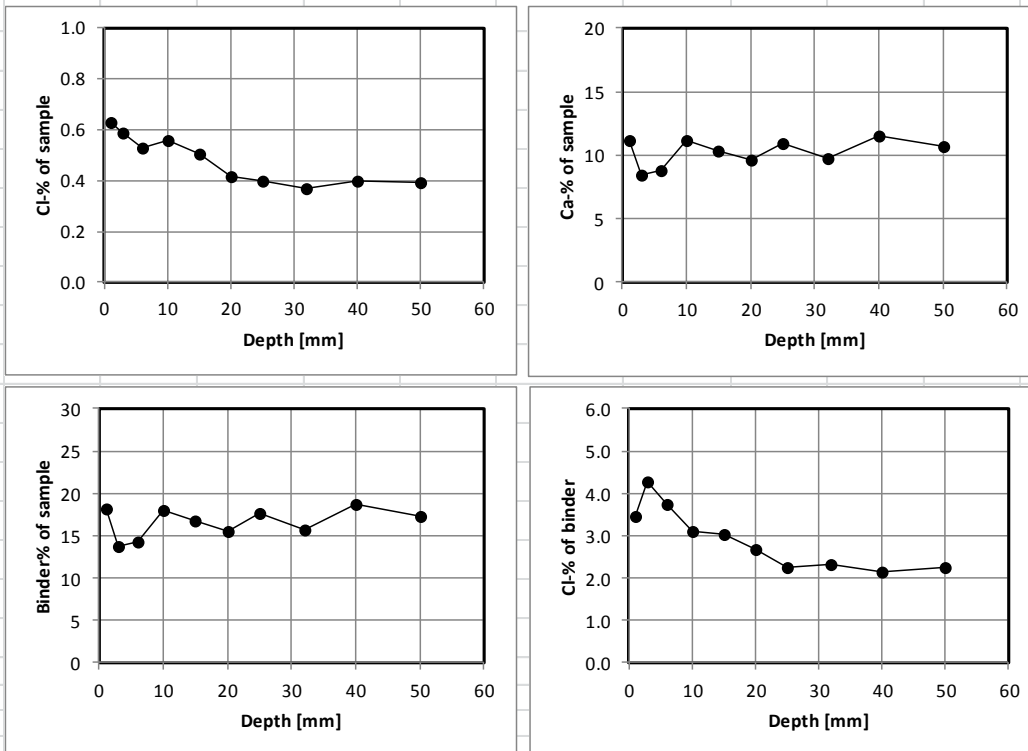 1.0
0.8
0.6
0.4
0.2
0.0
Cl-% of sample
0 10 20 30 40 50 60
Depth [mm]
20
15
10
5
0
Ca-% of sample
0 10 20 30 40 50 60
Depth [mm]
30
25
20
15
10
5
0
Binder% of sample
0 10 20 30 40 50 60
Depth [mm]
6.0
5.0
4.0
3.0
2.0
1.0
0.0
Cl-% of binder
0 10 20 30 40 50 60
Depth [mm]